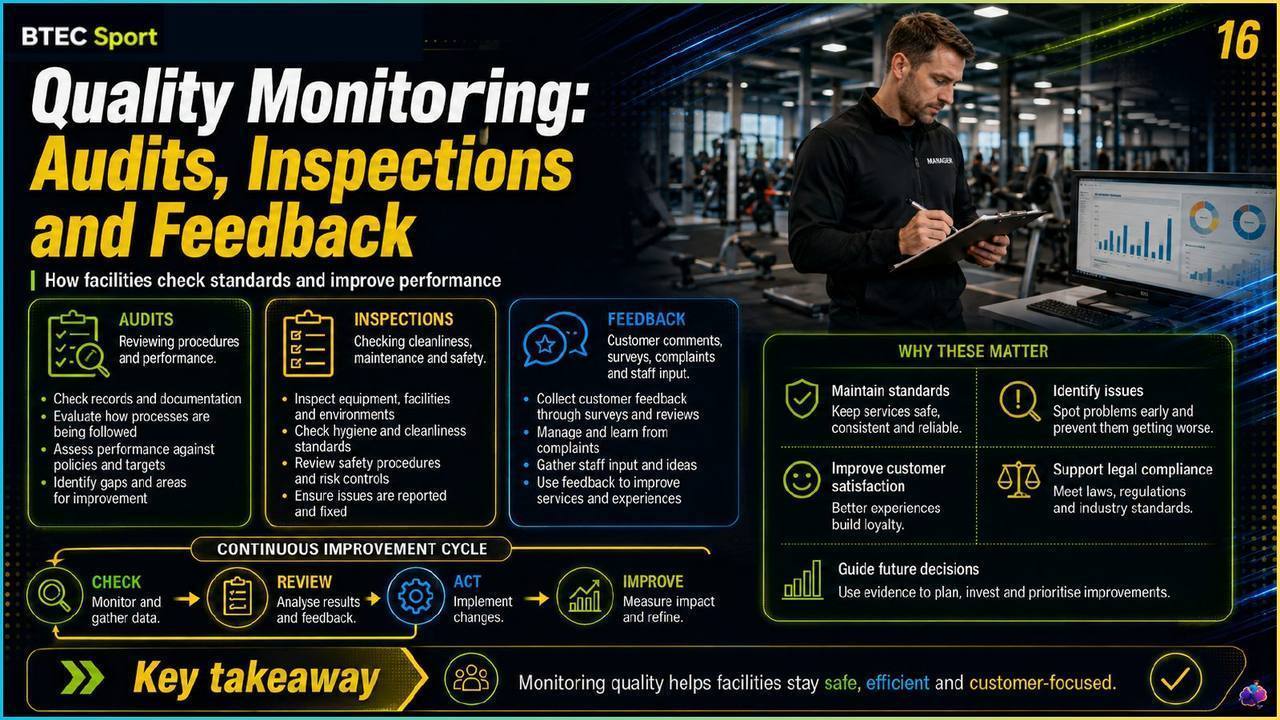 BTEC Sport
16
Quality Monitoring:
Audits, Inspections
and Feedback
How facilities check standards and improve performance
AUDITS
Reviewing procedures
and performance.
• Check records and documentation
• Evaluate how processes are
being followed
• Assess performance against
policies and targets
• Identify gaps and areas
for improvement
INSPECTIONS
Checking cleanliness,
maintenance and safety.
• Inspect equipment, facilities
and environments
• Check hygiene and cleanliness
standards
• Review safety procedures
and risk controls
• Ensure issues are reported
and fixed
FEEDBACK
Customer comments,
surveys, complaints
and staff input.
• Collect customer feedback
through surveys and reviews
• Manage and learn from
complaints
• Gather staff input and ideas
• Use feedback to improve
services and experiences
MANAGER
WHY THESE MATTER
Maintain standards
Keep services safe,
consistent and reliable.
Identify issues
Spot problems early and
prevent them getting worse.
Improve customer
satisfaction
Better experiences
build loyalty.
Support legal compliance
Meet laws, regulations
and industry standards.
Guide future decisions
Use evidence to plan, invest and prioritise improvements.
CONTINUOUS IMPROVEMENT CYCLE
CHECK
Monitor and
gather data.
REVIEW
Analyse results
and feedback.
ACT
Implement
changes.
IMPROVE
Measure impact
and refine.
Key takeaway
Monitoring quality helps facilities stay safe, efficient and customer-focused.